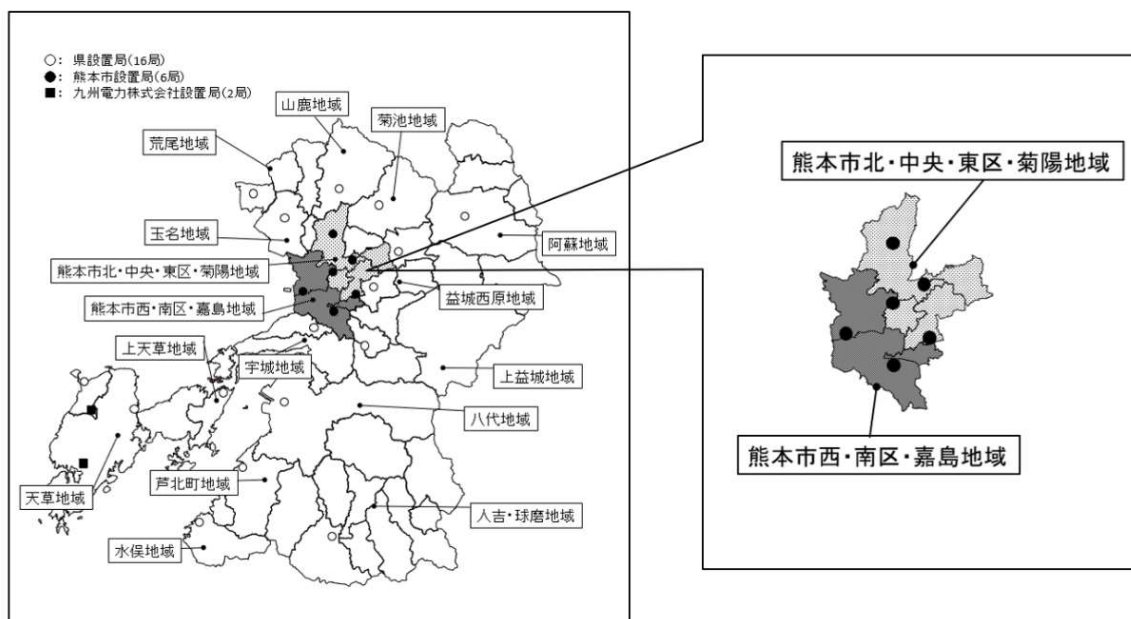 ○: 県設置局(16局)
●: 熊本市設置局(6局)
■: 九州電力株式会社設置局(2局)
山鹿地域
菊池地域
荒尾地域
玉名地域
阿蘇地域
熊本市北・中央・東区・菊陽地域
益城西原地域
熊本市西・南区・嘉島地域
上天草地域
宇城地域
上益城地域
八代地域
芦北町地域
天草地域
人吉・球磨地域
水俣地域
熊本市北・中央・東区・菊陽地域
熊本市西・南区・嘉島地域